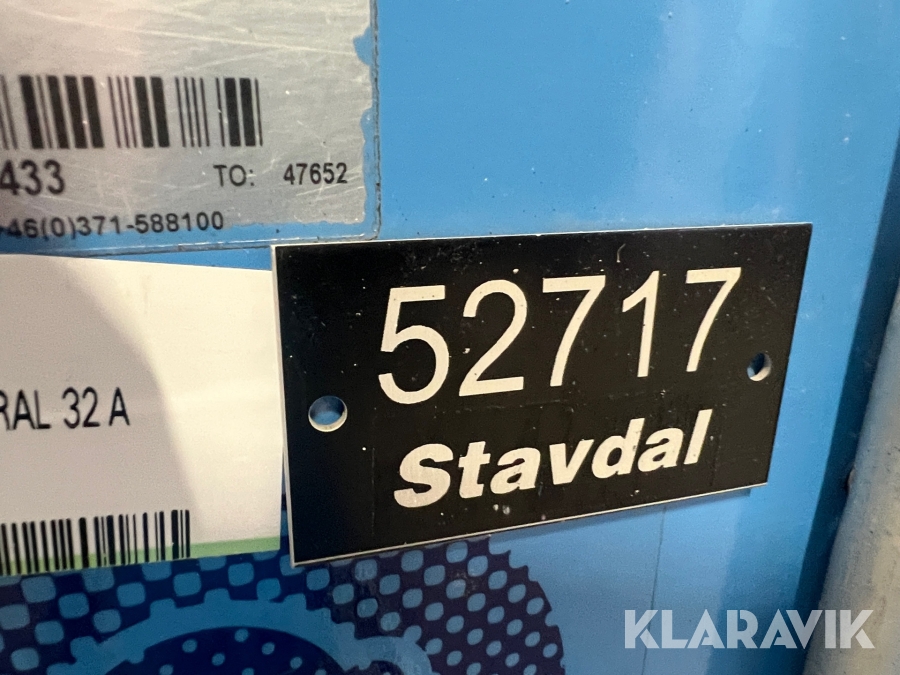 433
TO: 47652
+46(0)371-588100
RAL 32 A
52717
Stavdal
KLARAVIK